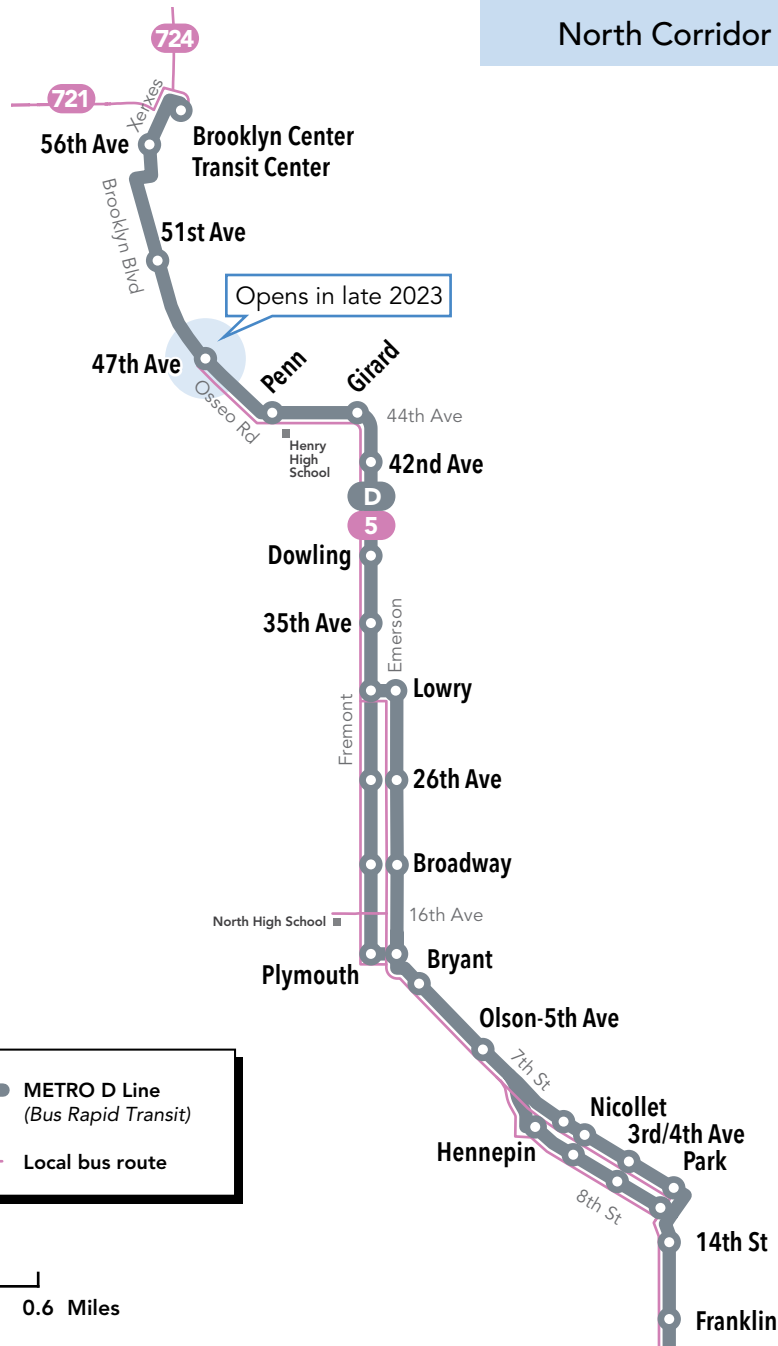 North Corridor
724
721
Xerxes
56th Ave
Brooklyn Center
Transit Center
Brooklyn Blvd
51st Ave
Opens in late 2023
47th Ave
Osseo Rd
Penn
Girard
44th Ave
Henry
High
School
42nd Ave
D
5
Dowling
35th Ave
Emerson
Lowry
Fremont
26th Ave
Broadway
16th Ave
North High School
Plymouth
Bryant
Olson-5th Ave
7th St
Nicollet
3rd/4th Ave
Park
Hennepin
8th St
14th St
Franklin
METRO D Line
(Bus Rapid Transit)
Local bus route
0.6 Miles